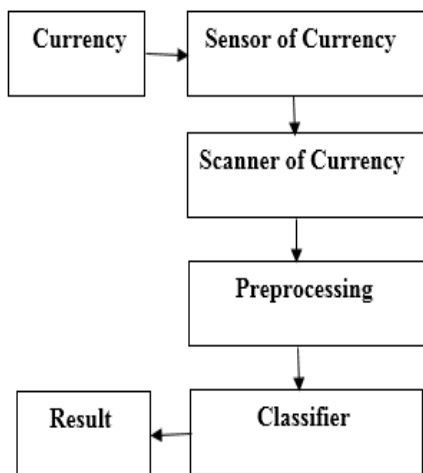 Currency
Sensor of Currency
Scanner of Currency
Preprocessing
Classifier
Result